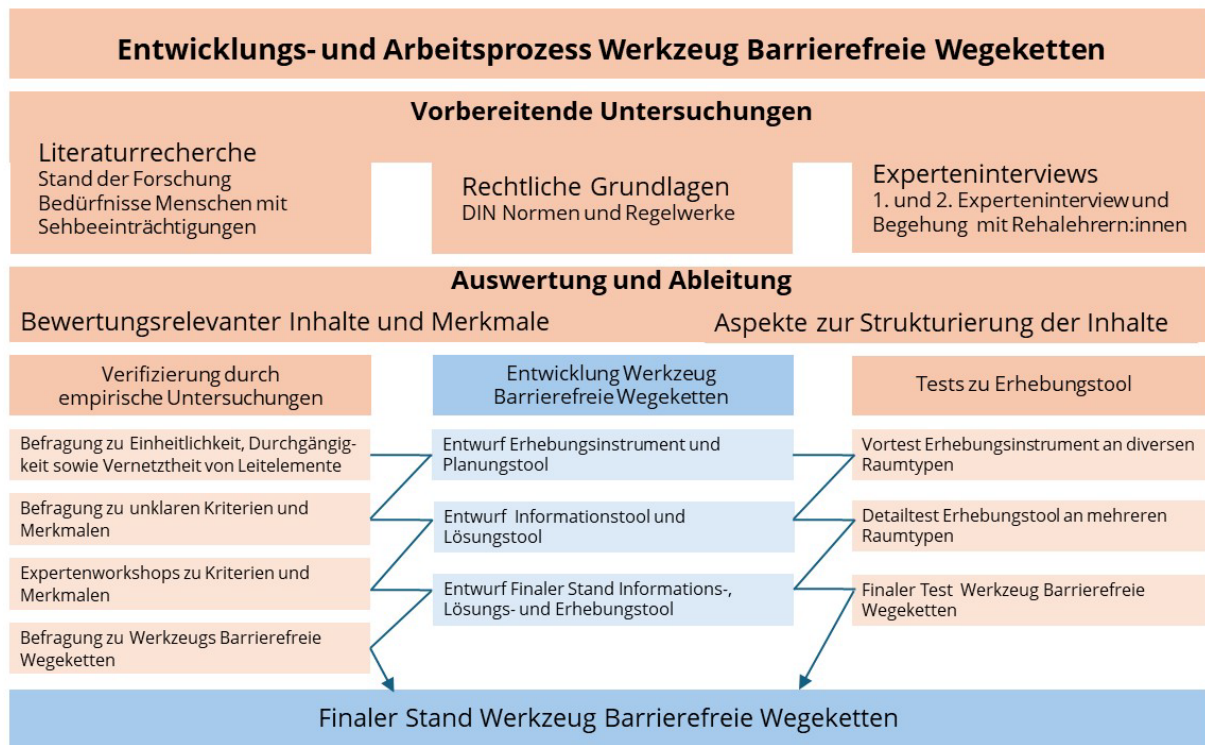 Entwicklungs- und Arbeitsprozess Werkzeug Barrierefreie Wegeketten
Vorbereitende Untersuchungen
Literaturrecherche
Stand der Forschung
Bedürfnisse Menschen mit
Sehbeeinträchtigungen
Rechtliche Grundlagen
DIN Normen und Regelwerke
Experteninterviews
1. und 2. Experteninterview und
Begehung mit Rehalehrern:innen
Auswertung und Ableitung
Bewertungsrelevanter Inhalte und Merkmale
Aspekte zur Strukturierung der Inhalte
Verifizierung durch
empirische Untersuchungen
Befragung zu Einheitlichkeit, Durchgängig-
keit sowie Vernetztheit von Leitelemente
Befragung zu unklaren Kriterien und
Merkmalen
Expertenworkshops zu Kriterien und
Merkmalen
Befragung zu Werkzeugs Barrierefreie
Wegeketten
Entwicklung Werkzeug
Barrierefreie Wegeketten
Entwurf Erhebungsinstrument und
Planungstool
Entwurf Informationstool und
Lösungstool
Entwurf Finaler Stand Informations-,
Lösungs- und Erhebungstool
Tests zu Erhebungstool
Vortest Erhebungsinstrument an diversen
Raumtypen
Detailtest Erhebungstool an mehreren
Raumtypen
Finaler Test Werkzeug Barrierefreie
Wegeketten
Finaler Stand Werkzeug Barrierefreie Wegeketten